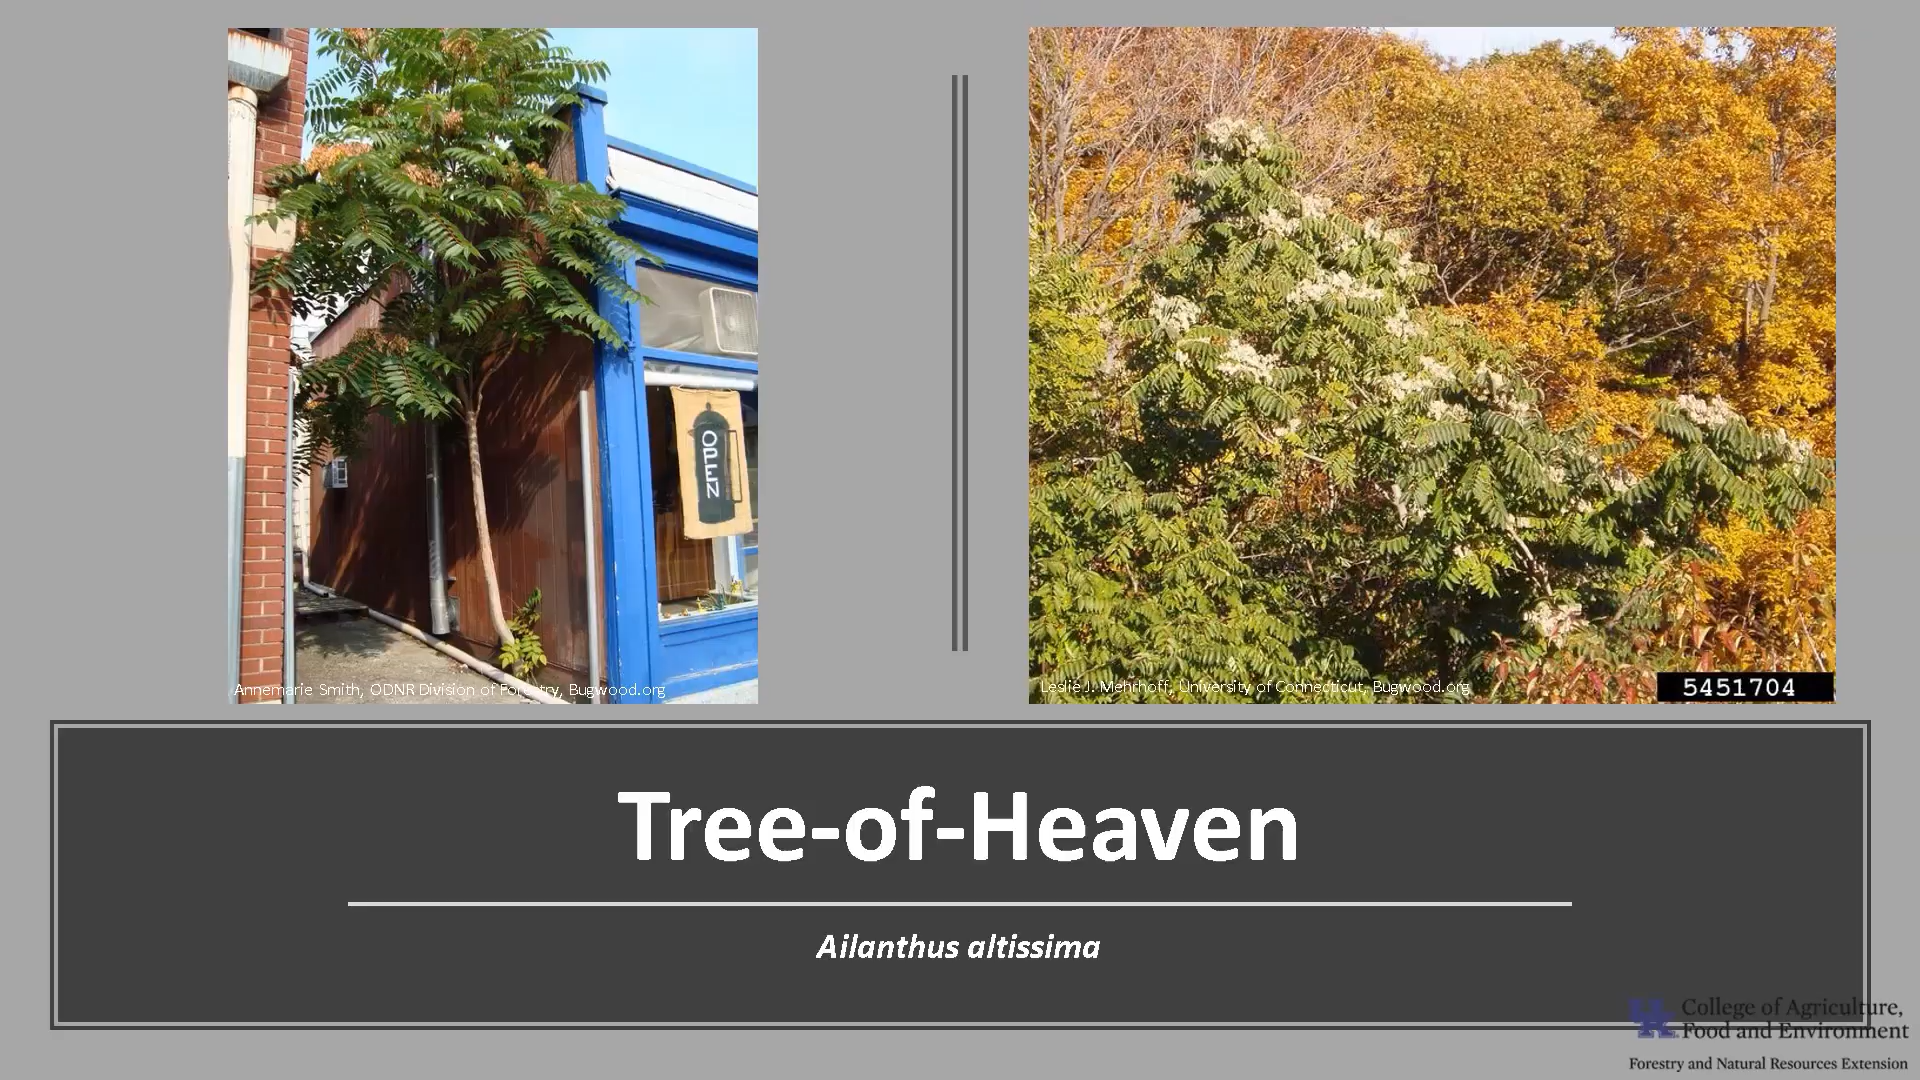 OPEN
Annemarie Smith, ODNR Division of Forestry, Bugwood.org
Leslie J. Mehrhoff, University of Connecticut, Bugwood.org
5451704
Tree-of-Heaven
Ailanthus altissima
UK
College of Agriculture,
Food and Environment
Forestry and Natural Resources Extension